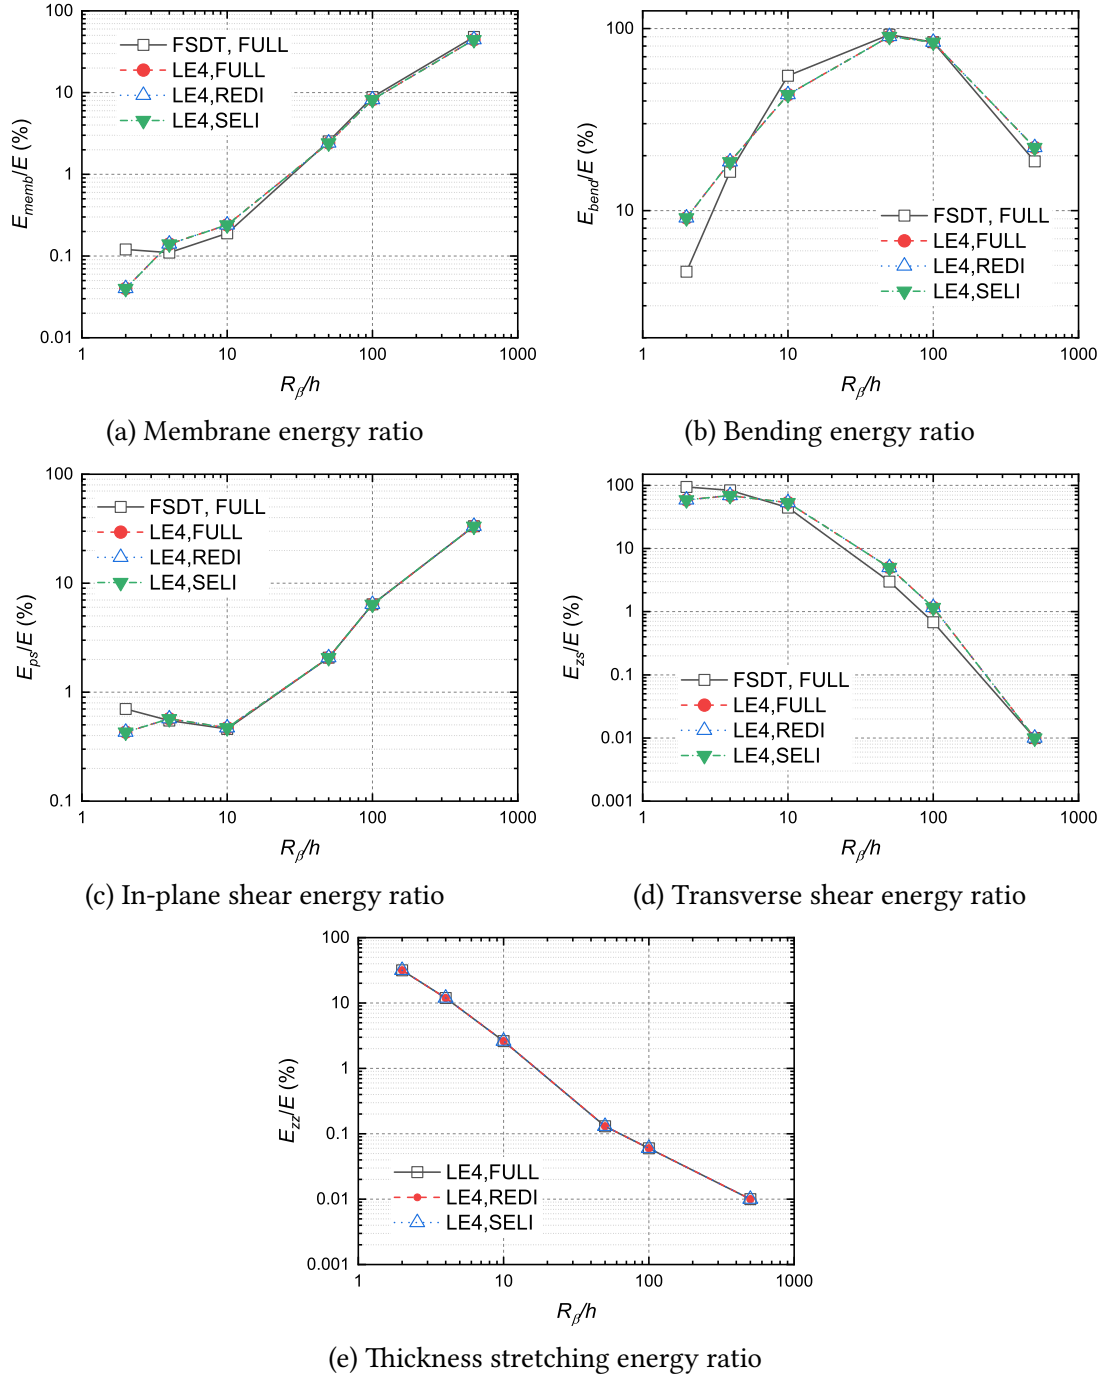 100
10
1
0.1
0.01
E_memb/E (%)
FSDT, FULL
LE4,FULL
LE4,REDI
LE4,SELI
1 10 100 1000
R_β/h
(a) Membrane energy ratio
100
10
E_bend/E (%)
FSDT, FULL
LE4,FULL
LE4,REDI
LE4,SELI
1 10 100 1000
R_β/h
(b) Bending energy ratio
100
10
1
0.1
E_ps/E (%)
FSDT, FULL
LE4,FULL
LE4,REDI
LE4,SELI
1 10 100 1000
R_β/h
(c) In-plane shear energy ratio
100
10
1
0.1
0.01
0.001
E_zs/E (%)
FSDT, FULL
LE4,FULL
LE4,REDI
LE4,SELI
1 10 100 1000
R_β/h
(d) Transverse shear energy ratio
100
10
1
0.1
0.01
0.001
E_zz/E (%)
LE4,FULL
LE4,REDI
LE4,SELI
1 10 100 1000
R_β/h
(e) Thickness stretching energy ratio